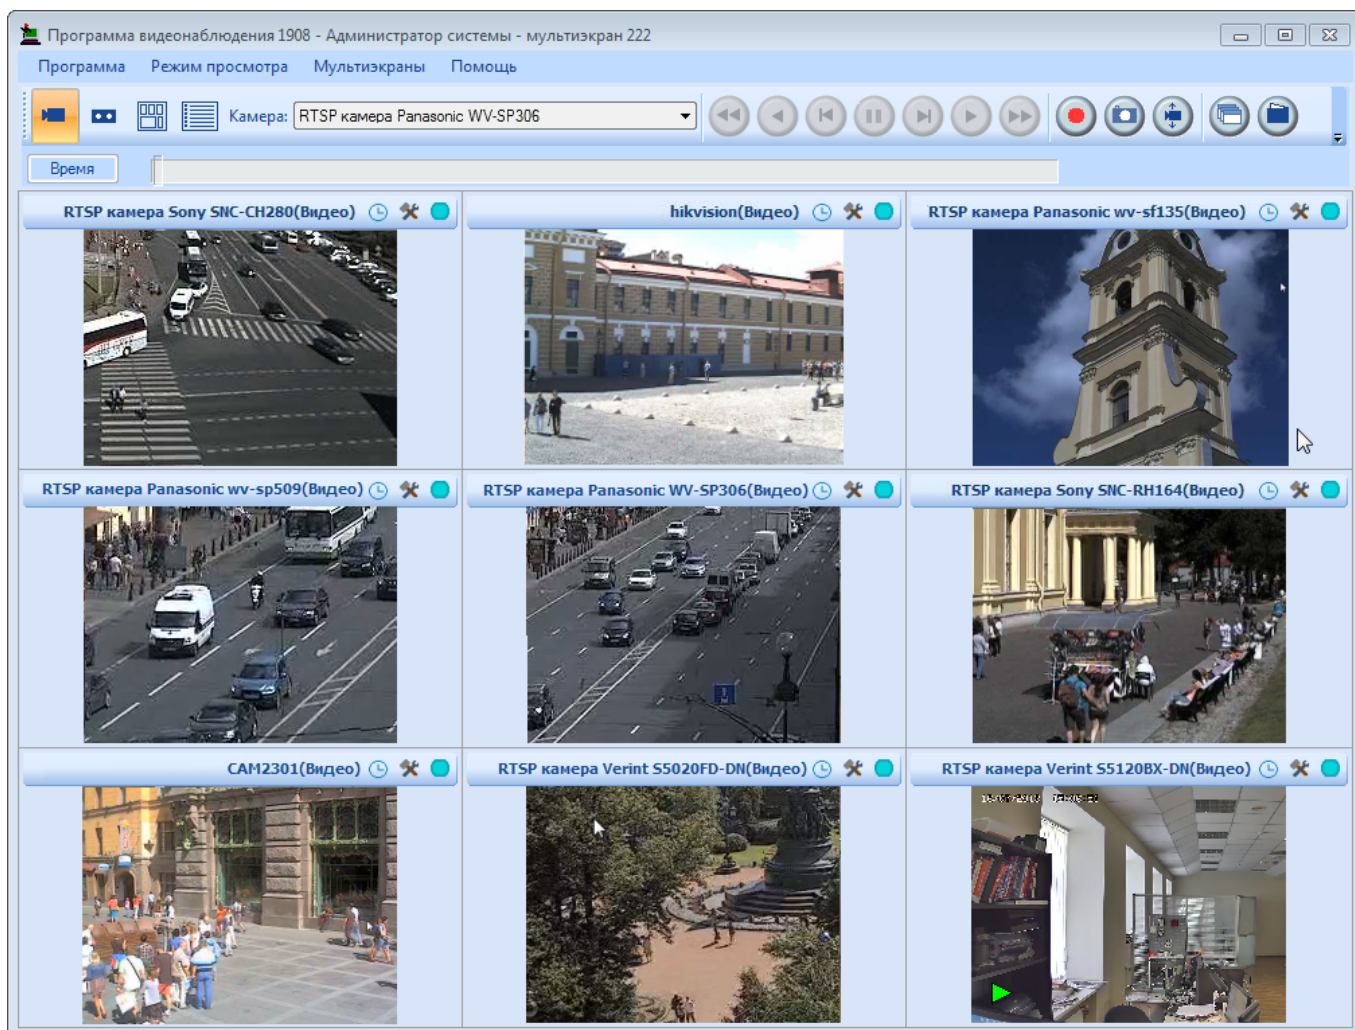 Программа видеонаблюдения 1908 - Администратор системы - мультиэкран 222
Программа Режим просмотра Мультиэкраны Помощь
Камера: RTSP камера Panasonic WV-SP306
Время
RTSP камера Sony SNC-CH280(Видео) hikvision(Видео) RTSP камера Panasonic wv-sf135(Видео)
RTSP камера Panasonic wv-sp509(Видео) RTSP камера Panasonic WV-SP306(Видео) RTSP камера Sony SNC-RH164(Видео)
CAM2301(Видео) RTSP камера Verint S5020FD-DN(Видео) RTSP камера Verint S5120BX-DN(Видео)